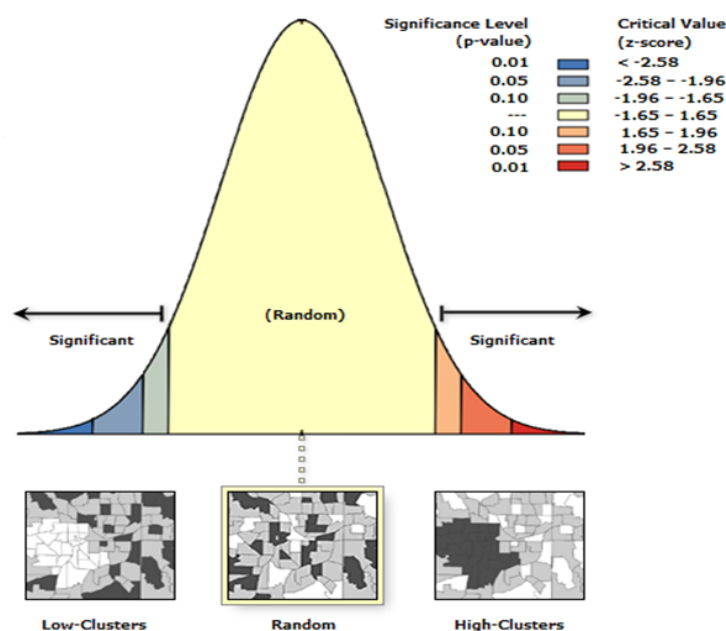 Significance Level (p-value)
Critical Value (z-score)
0.01 < -2.58
0.05 -2.58 – -1.96
0.10 -1.96 – -1.65
--- -1.65 – 1.65
0.10 1.65 – 1.96
0.05 1.96 – 2.58
0.01 > 2.58
(Random)
Significant
Significant
Low-Clusters
Random
High-Clusters